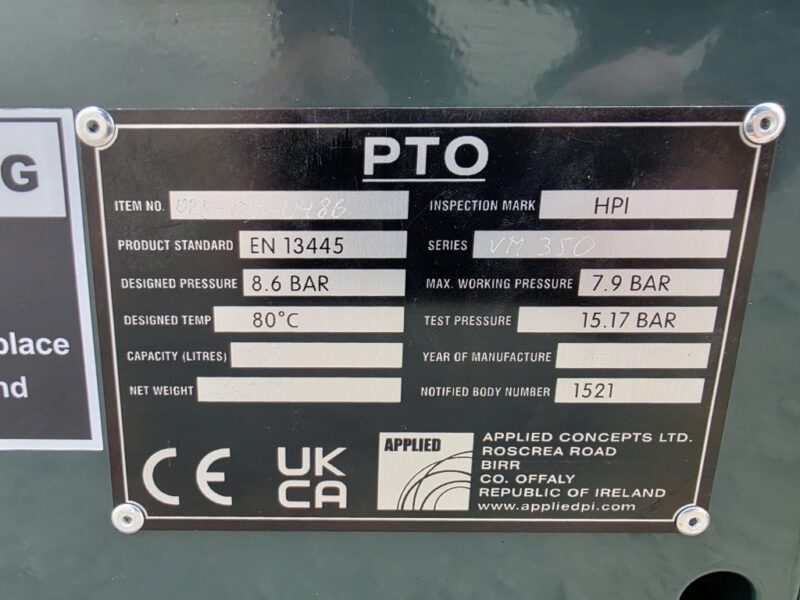 G
place
nd
PTO
ITEM NO.
INSPECTION MARK HPI
PRODUCT STANDARD EN 13445
SERIES VM 350
DESIGNED PRESSURE 8.6 BAR
MAX. WORKING PRESSURE 7.9 BAR
DESIGNED TEMP 80°C
TEST PRESSURE 15.17 BAR
CAPACITY (LITRES)
YEAR OF MANUFACTURE
NET WEIGHT
NOTIFIED BODY NUMBER 1521
CE
UK
CA
APPLIED
APPLIED CONCEPTS LTD.
ROSCREA ROAD
BIRR
CO. OFFALY
REPUBLIC OF IRELAND
www.appliedpi.com